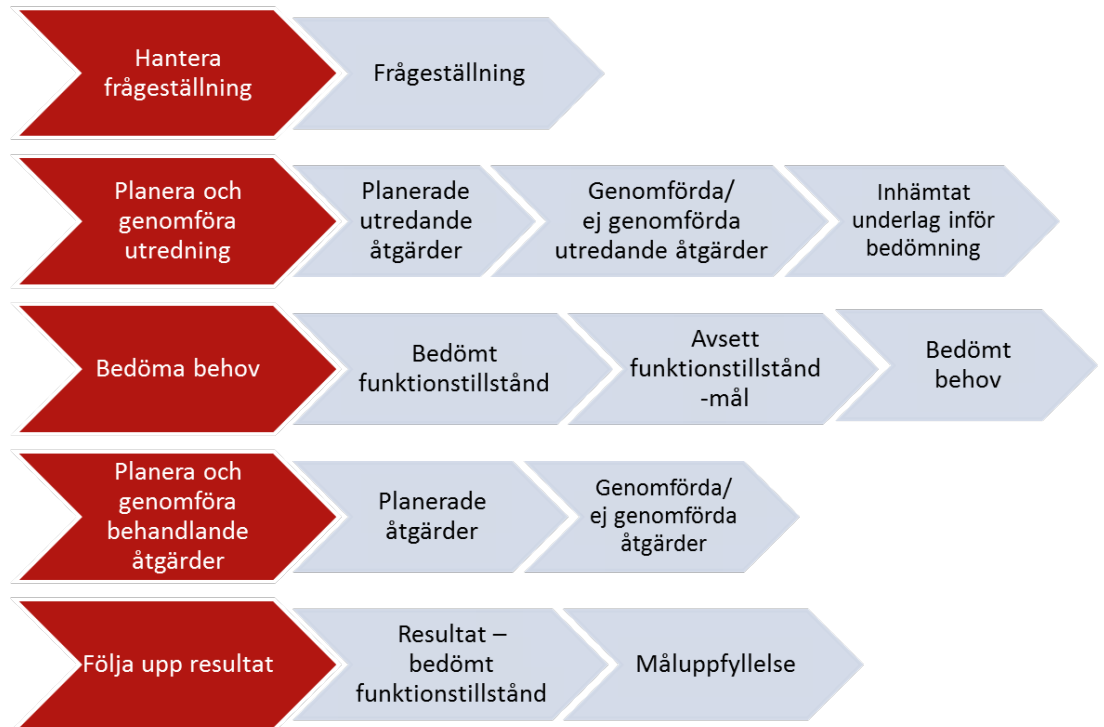 Hantera
frågeställning
Frågeställning
Planera och
genomföra
utredning
Planerade
utredande
åtgärder
Genomförda/
ej genomförda
utredande åtgärder
Inhämtat
underlag inför
bedömning
Bedöma behov
Bedömt
funktionstillstånd
Avsett
funktionstillstånd
-mål
Bedömt
behov
Planera och
genomföra
behandlande
åtgärder
Planerade
åtgärder
Genomförda/
ej genomförda
åtgärder
Följa upp resultat
Resultat –
bedömt
funktionstillstånd
Måluppfyllelse